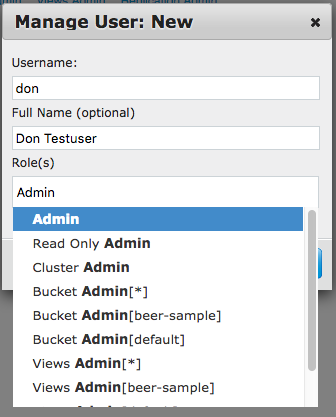 Manage User: New
Username:
don
Full Name (optional)
Don Testuser
Role(s)
Admin
Admin
Read Only Admin
Cluster Admin
Bucket Admin[*]
Bucket Admin[beer-sample]
Bucket Admin[default]
Views Admin[*]
Views Admin[beer-sample]